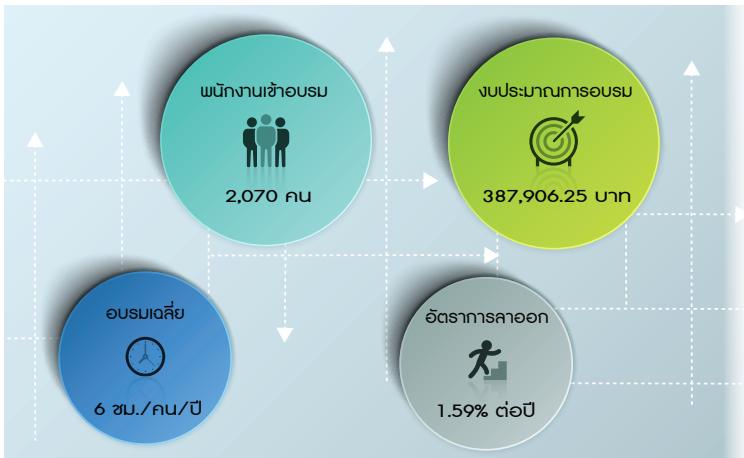 พนักงานเข้าอบรม
2,070 คน
งบประมาณการอบรม
387,906.25 บาท
อบรมเฉลี่ย
6 ชม./คน/ปี
อัตราการลาออก
1.59% ต่อปี